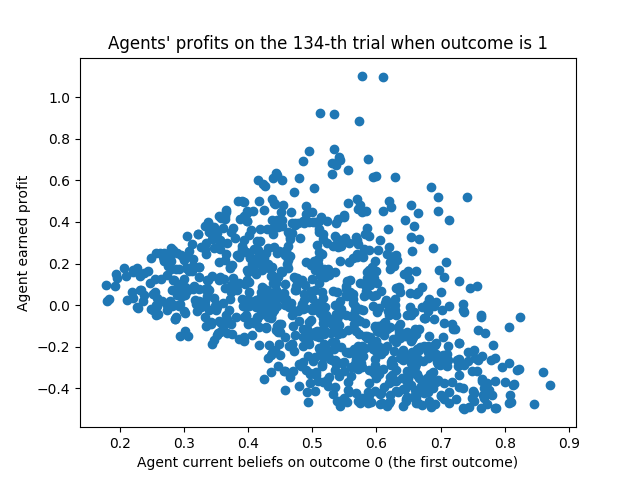 Agents' profits on the 134-th trial when outcome is 1
Agent earned profit
1.0
0.8
0.6
0.4
0.2
0.0
−0.2
−0.4
0.2 0.3 0.4 0.5 0.6 0.7 0.8 0.9
Agent current beliefs on outcome 0 (the first outcome)